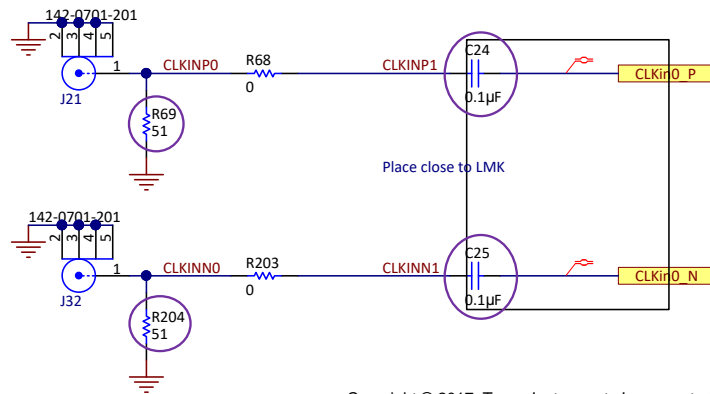 142-0701-201
2
3
4
5
1
J21
CLKINP0
R68
0
CLKINP1
C24
0.1µF
CLKin0_P
R69
51
Place close to LMK
142-0701-201
2
3
4
5
1
J32
CLKINN0
R203
0
CLKINN1
C25
0.1µF
CLKin0_N
R204
51